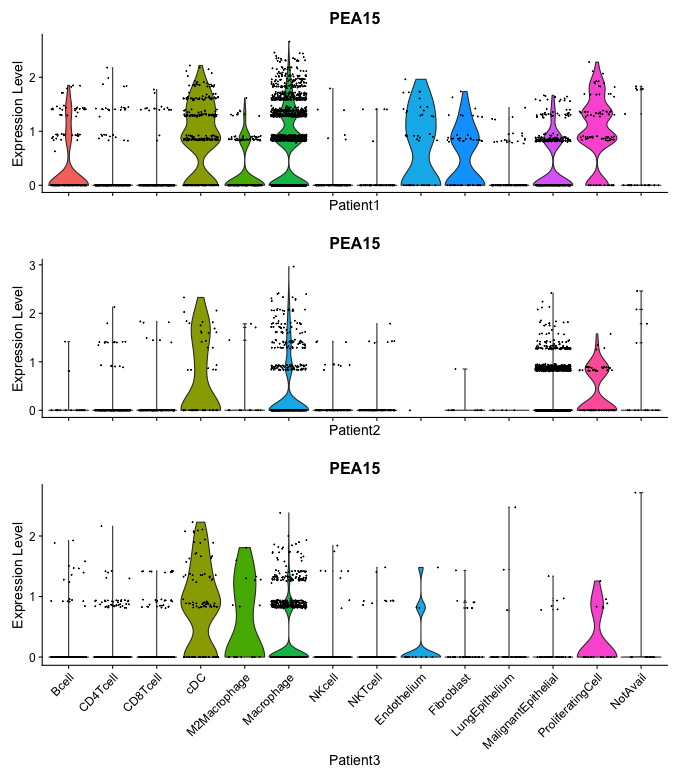 PEA15
Expression Level
2
1
0
Patient1
PEA15
Expression Level
3
2
1
0
Patient2
PEA15
Expression Level
2
1
0
Bcell
CD4Tcell
CD8Tcell
cDC
M2Macrophage
Macrophage
NKcell
NKTcell
Endothelium
Fibroblast
LungEpithelium
MalignantEpithelial
ProliferatingCell
NotAvail
Patient3